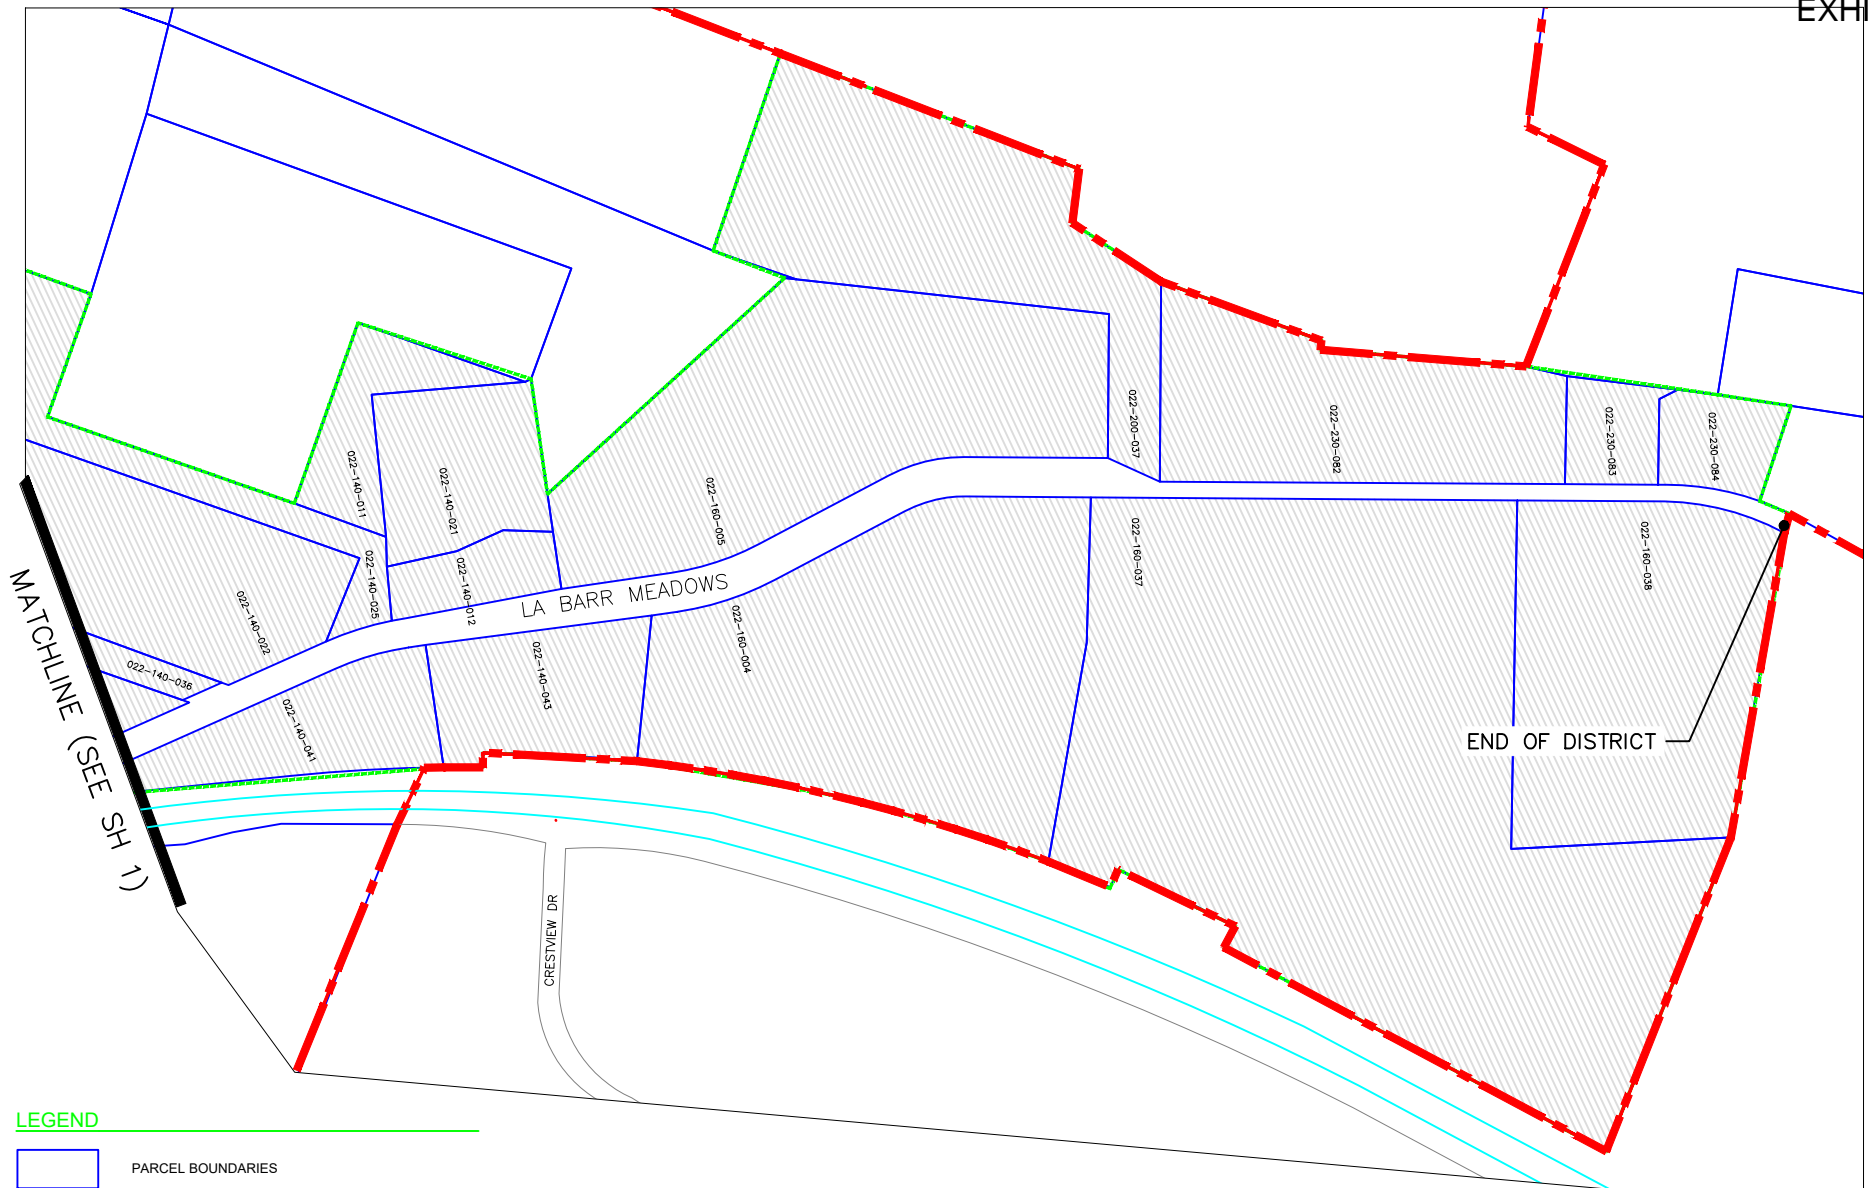 EXHI
022-200-037
022-230-082
022-230-083
022-230-084
022-140-011
022-140-021
022-160-005
022-160-037
022-160-038
022-140-025
022-140-012
LA BARR MEADOWS
022-140-022
022-160-004
022-140-043
022-140-036
022-140-041
MATCHLINE (SEE SH 1)
END OF DISTRICT
CRESTVIEW DR
LEGEND
PARCEL BOUNDARIES